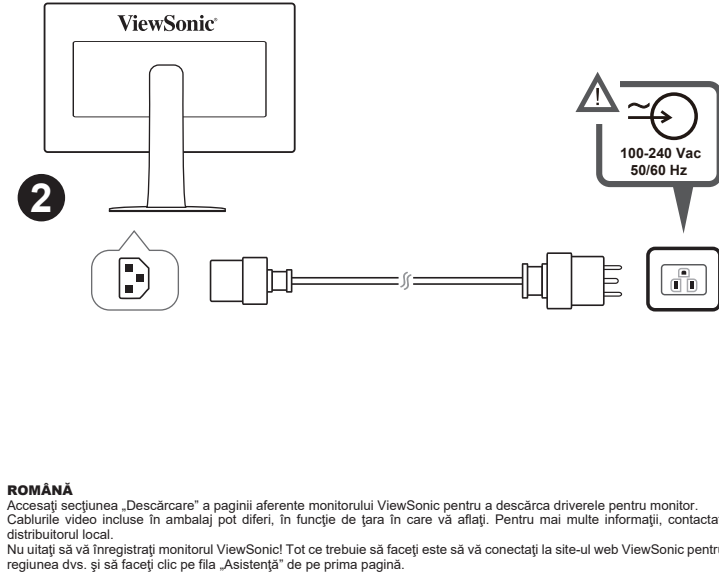 ViewSonic®
!
100-240 Vac
50/60 Hz
2
ROMÂNĂ
Accesaţi secţiunea „Descărcare” a paginii aferente monitorului ViewSonic pentru a descărca driverele pentru monitor.
Cablurile video incluse în ambalaj pot diferi, în funcţie de ţara în care vă aflaţi. Pentru mai multe informaţii, contactaţ
distribuitorul local.
Nu uitaţi să vă înregistraţi monitorul ViewSonic! Tot ce trebuie să faceţi este să vă conectaţi la site-ul web ViewSonic pentru
regiunea dvs. şi să faceţi clic pe fila „Asistenţă” de pe prima pagină.